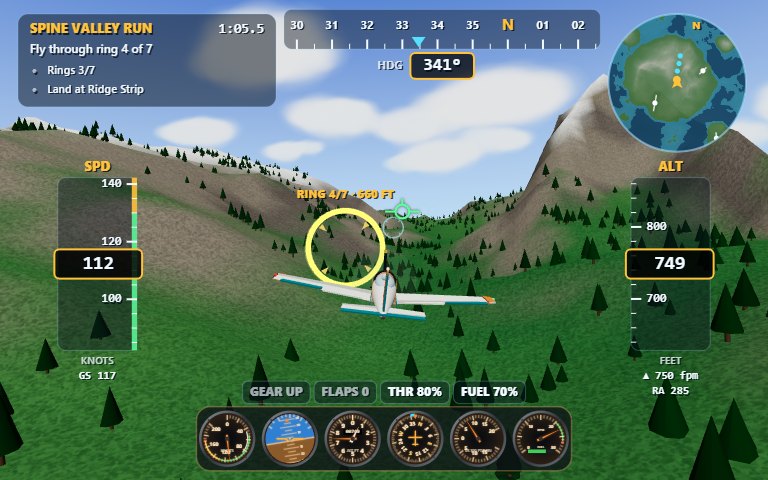 SPINE VALLEY RUN 1:05.5
Fly through ring 4 of 7
Rings 3/7
Land at Ridge Strip
30 31 32 33 34 35 N 01 02
HDG 341°
N
SPD
140
120
112
100
KNOTS
GS 117
RING 4/7 · 550 FT
ALT
800
749
700
FEET
▲ 750 fpm
RA 285
GEAR UP FLAPS 0 THR 80% FUEL 70%